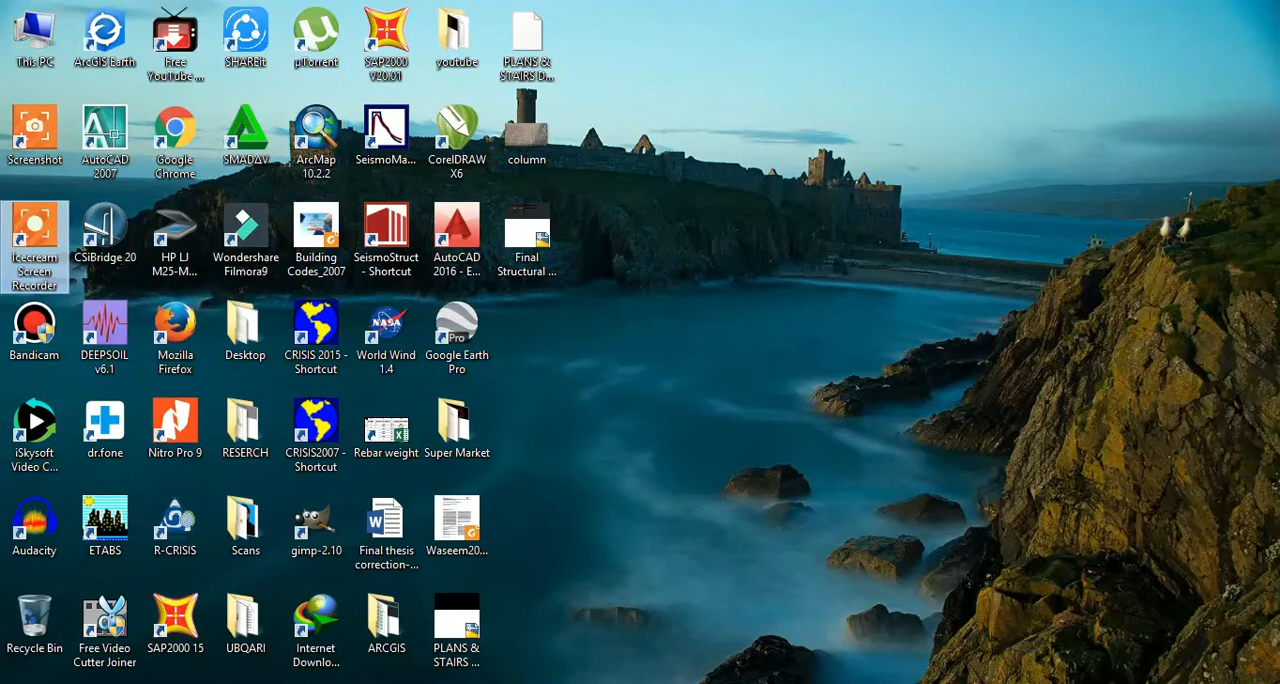 This PC
ArcGIS Earth
Free
YouTube ...
SHAREit
µTorrent
SAP2000
V20.01
youtube
PLANS &
STAIRS D...
Screenshot
AutoCAD
2007
Google
Chrome
SMADΔV
ArcMap
10.2.2
SeismoMa...
CorelDRAW
X6
column
Icecream
Screen
Recorder
CSiBridge 20
HP LJ
M25-M...
Wondershare
Filmora9
Building
Codes_2007
SeismoStruct
- Shortcut
AutoCAD
2016 - E...
Final
Structural ...
Bandicam
DEEPSOIL
v6.1
Mozilla
Firefox
Desktop
CRISIS 2015 -
Shortcut
NASA
World Wind
1.4
Pro
Google Earth
Pro
iSkysoft
Video C...
dr.fone
Nitro Pro 9
RESERCH
CRISIS2007 -
Shortcut
Rebar weight
Super Market
Audacity
ETABS
R-CRISIS
Scans
gimp-2.10
Final thesis
correction-...
Waseem20...
Recycle Bin
Free Video
Cutter Joiner
SAP2000 15
UBQARI
Internet
Downlo...
ARCGIS
PLANS &
STAIRS ...